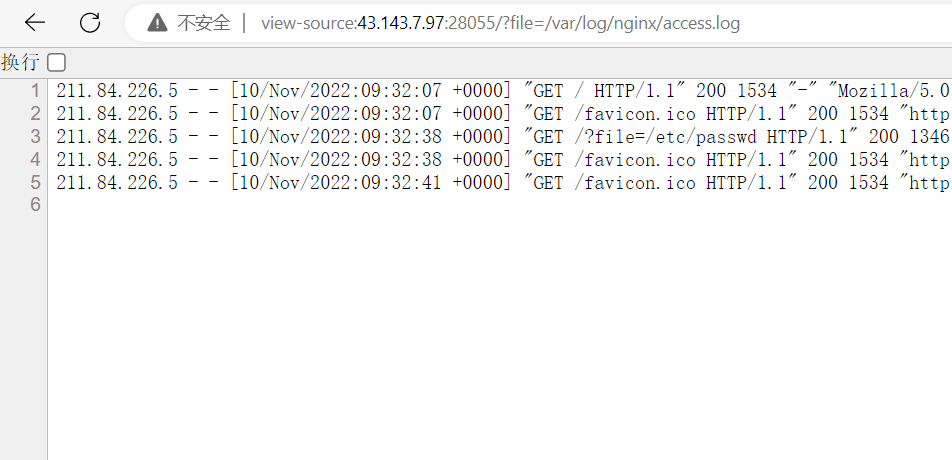 不安全 | view-source:43.143.7.97:28055/?file=/var/log/nginx/access.log
换行
1 211.84.226.5 - - [10/Nov/2022:09:32:07 +0000] "GET / HTTP/1.1" 200 1534 "-" "Mozilla/5.0
2 211.84.226.5 - - [10/Nov/2022:09:32:07 +0000] "GET /favicon.ico HTTP/1.1" 200 1534 "http
3 211.84.226.5 - - [10/Nov/2022:09:32:38 +0000] "GET /?file=/etc/passwd HTTP/1.1" 200 1346
4 211.84.226.5 - - [10/Nov/2022:09:32:38 +0000] "GET /favicon.ico HTTP/1.1" 200 1534 "http
5 211.84.226.5 - - [10/Nov/2022:09:32:41 +0000] "GET /favicon.ico HTTP/1.1" 200 1534 "http
6